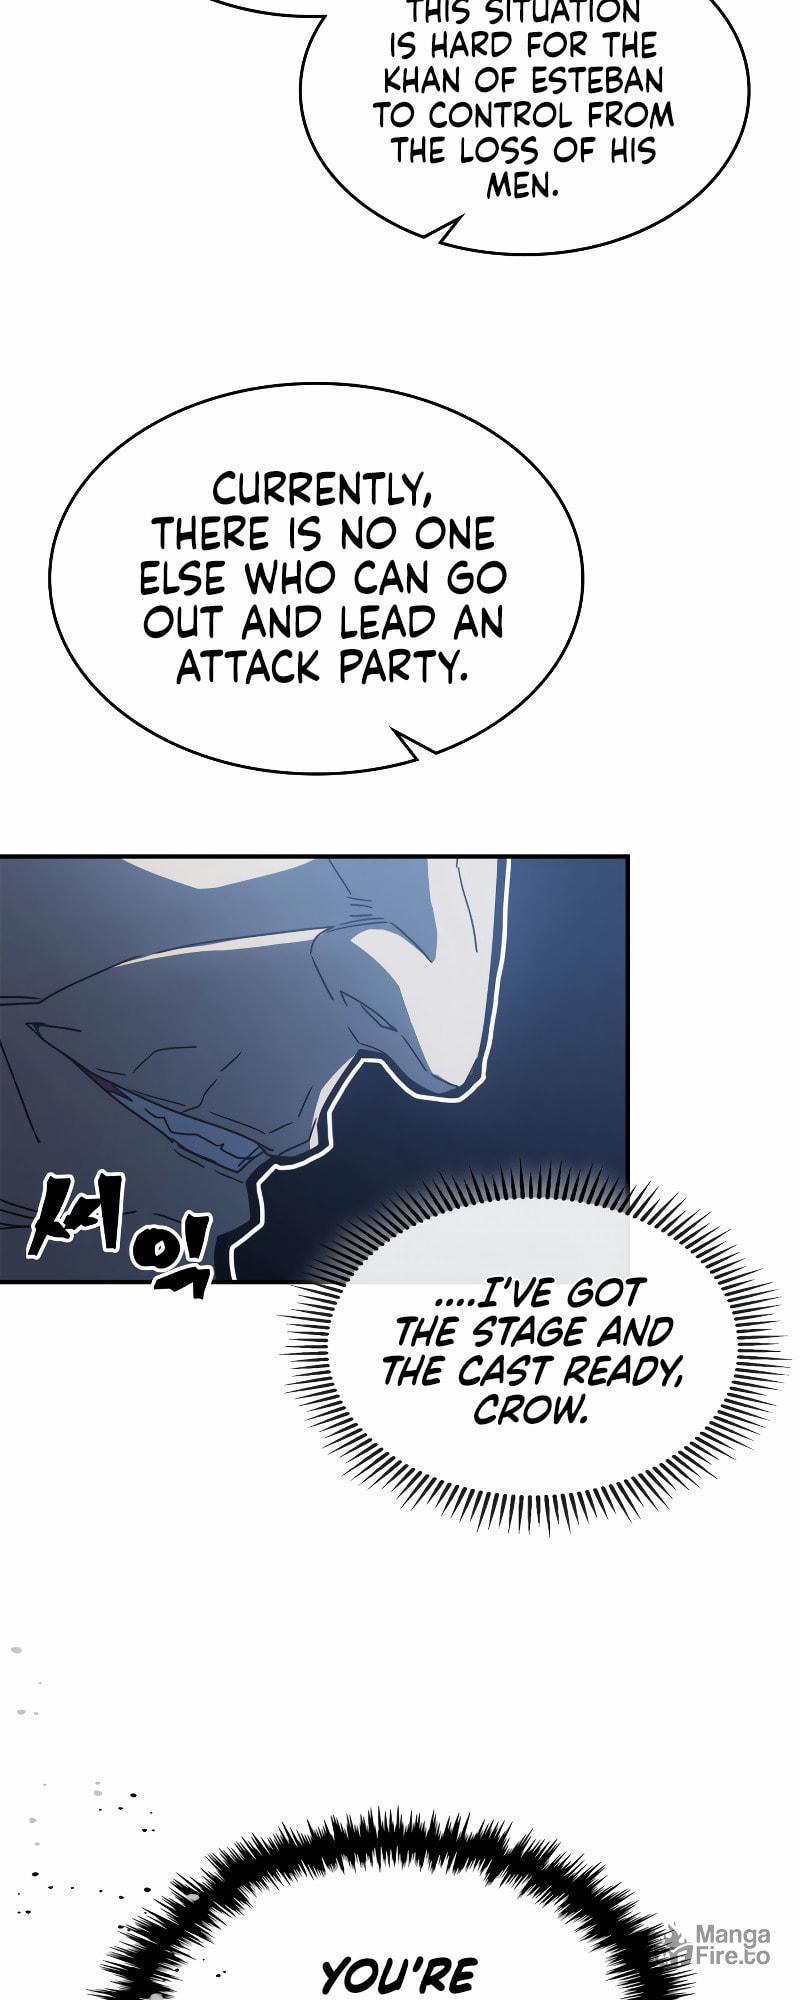 THIS SITUATION
IS HARD FOR THE
KHAN OF ESTEBAN
TO CONTROL FROM
THE LOSS OF HIS
MEN.
CURRENTLY,
THERE IS NO ONE
ELSE WHO CAN GO
OUT AND LEAD AN
ATTACK PARTY.
씨익
....I'VE GOT
THE STAGE AND
THE CAST READY,
CROW.
YOU'RE
Manga
Fire.to